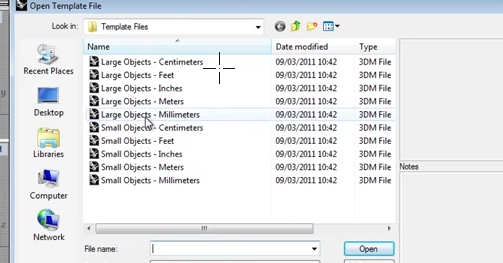 Open Template File
Look in: Template Files
Name Date modified Type
Large Objects - Centimeters 09/03/2011 10:42 3DM File
Large Objects - Feet 09/03/2011 10:42 3DM File
Large Objects - Inches 09/03/2011 10:42 3DM File
Large Objects - Meters 09/03/2011 10:42 3DM File
Large Objects - Millimeters 09/03/2011 10:42 3DM File
Small Objects - Centimeters 09/03/2011 10:42 3DM File
Small Objects - Feet 09/03/2011 10:42 3DM File
Small Objects - Inches 09/03/2011 10:42 3DM File
Small Objects - Meters 09/03/2011 10:42 3DM File
Small Objects - Millimeters 09/03/2011 10:42 3DM File
Recent Places
Desktop
Libraries
Computer
Network
Notes
File name: Open